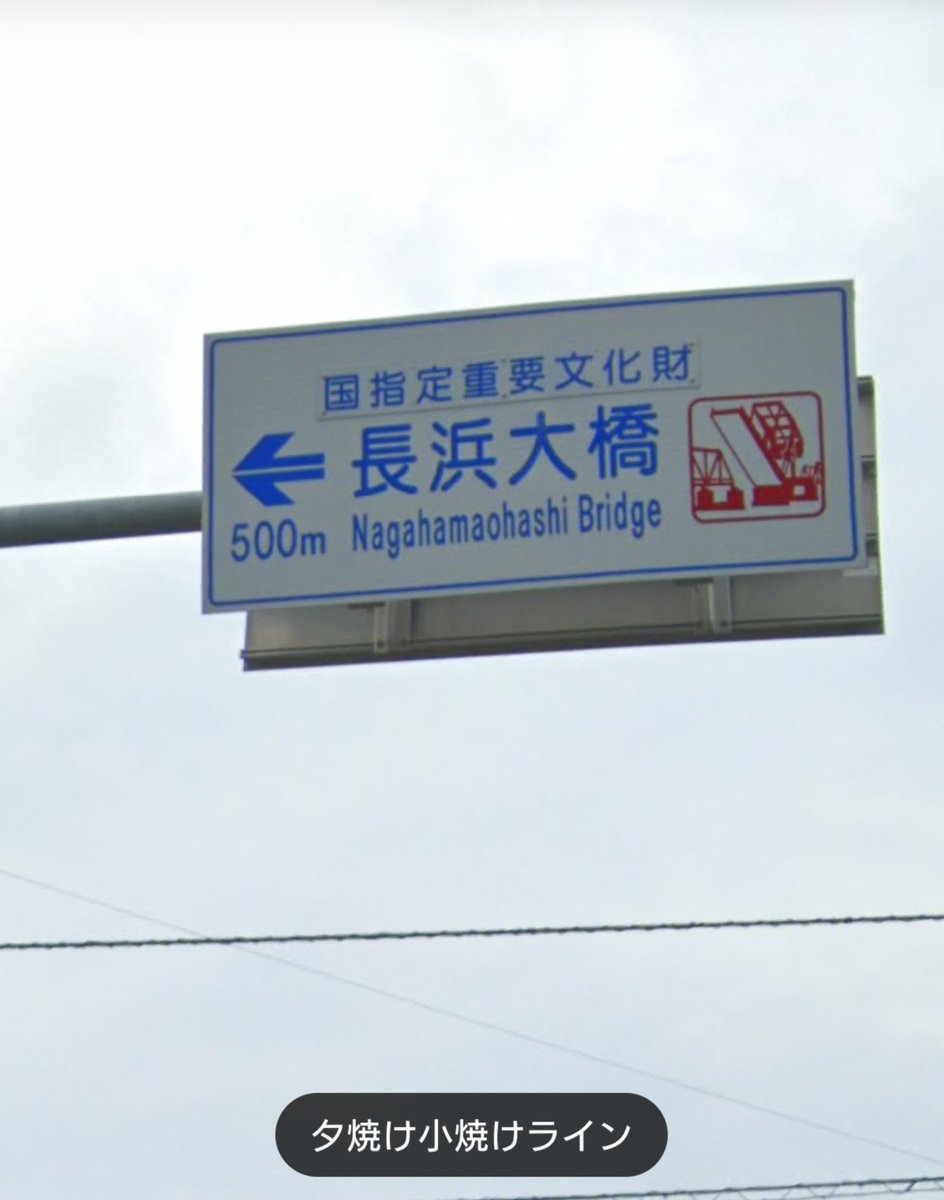 国指定重要文化財
長浜大橋
500m Nagahamaohashi Bridge
夕焼け小焼けライン